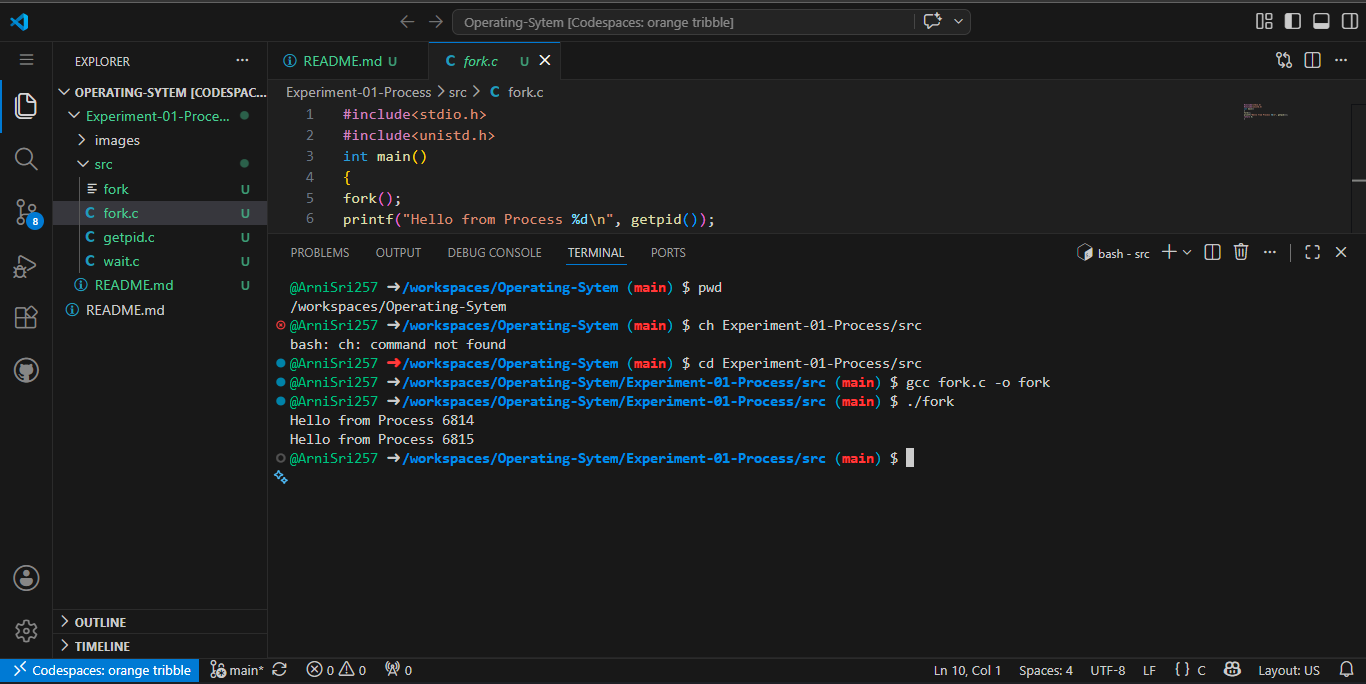 Operating-Sytem [Codespaces: orange tribble]
EXPLORER
OPERATING-SYTEM [CODESPAC...
Experiment-01-Proce...
images
src
fork U
C fork.c U
C getpid.c U
C wait.c U
README.md U
README.md
OUTLINE
TIMELINE
8
README.md U
C fork.c U
Experiment-01-Process > src > C fork.c
1 #include<stdio.h>
2 #include<unistd.h>
3 int main()
4 {
5 fork();
6 printf("Hello from Process %d\n", getpid());
PROBLEMS OUTPUT DEBUG CONSOLE TERMINAL PORTS
bash - src
@ArniSri257 ➜/workspaces/Operating-Sytem (main) $ pwd
/workspaces/Operating-Sytem
@ArniSri257 ➜/workspaces/Operating-Sytem (main) $ ch Experiment-01-Process/src
bash: ch: command not found
@ArniSri257 ➜/workspaces/Operating-Sytem (main) $ cd Experiment-01-Process/src
@ArniSri257 ➜/workspaces/Operating-Sytem/Experiment-01-Process/src (main) $ gcc fork.c -o fork
@ArniSri257 ➜/workspaces/Operating-Sytem/Experiment-01-Process/src (main) $ ./fork
Hello from Process 6814
Hello from Process 6815
@ArniSri257 ➜/workspaces/Operating-Sytem/Experiment-01-Process/src (main) $
Codespaces: orange tribble main* 0 0 0 Ln 10, Col 1 Spaces: 4 UTF-8 LF {} C Layout: US